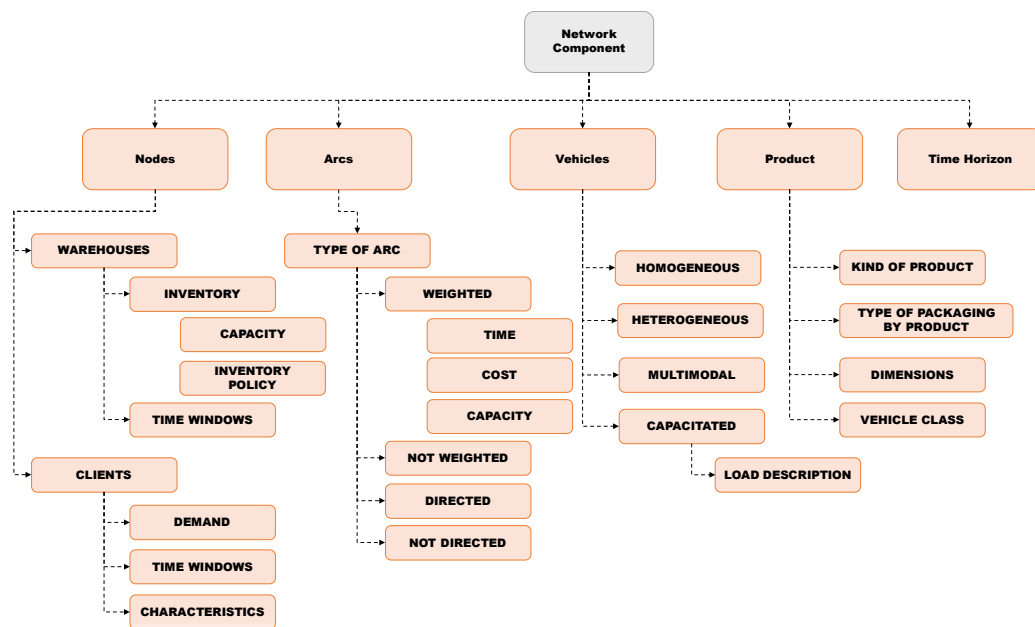 Network
Component
Nodes
Arcs
Vehicles
Product
Time Horizon
WAREHOUSES
INVENTORY
CAPACITY
INVENTORY
POLICY
TIME WINDOWS
CLIENTS
DEMAND
TIME WINDOWS
CHARACTERISTICS
TYPE OF ARC
WEIGHTED
TIME
COST
CAPACITY
NOT WEIGHTED
DIRECTED
NOT DIRECTED
HOMOGENEOUS
HETEROGENEOUS
MULTIMODAL
CAPACITATED
LOAD DESCRIPTION
KIND OF PRODUCT
TYPE OF PACKAGING
BY PRODUCT
DIMENSIONS
VEHICLE CLASS